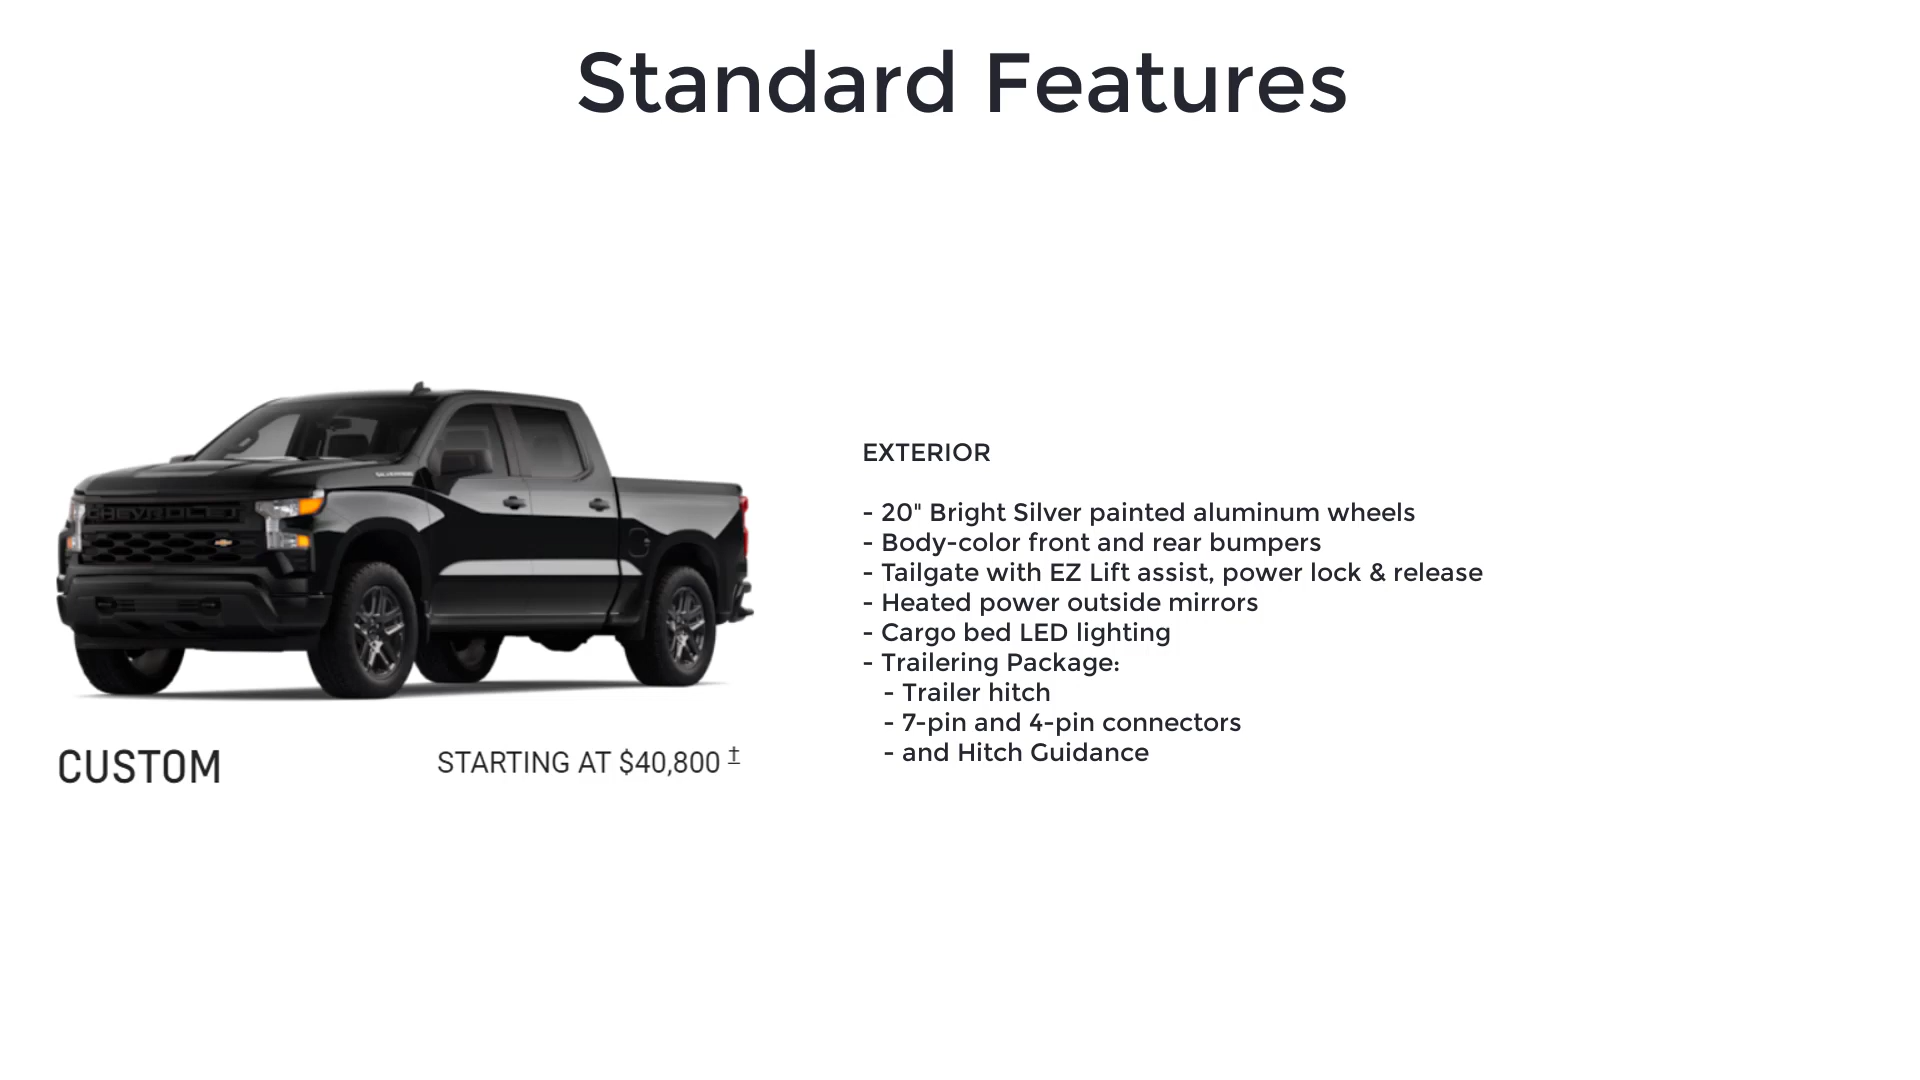 Standard Features
CHEVROLET
CUSTOM
STARTING AT $40,800 ±
EXTERIOR
- 20" Bright Silver painted aluminum wheels
- Body-color front and rear bumpers
- Tailgate with EZ Lift assist, power lock & release
- Heated power outside mirrors
- Cargo bed LED lighting
- Trailering Package:
- Trailer hitch
- 7-pin and 4-pin connectors
- and Hitch Guidance